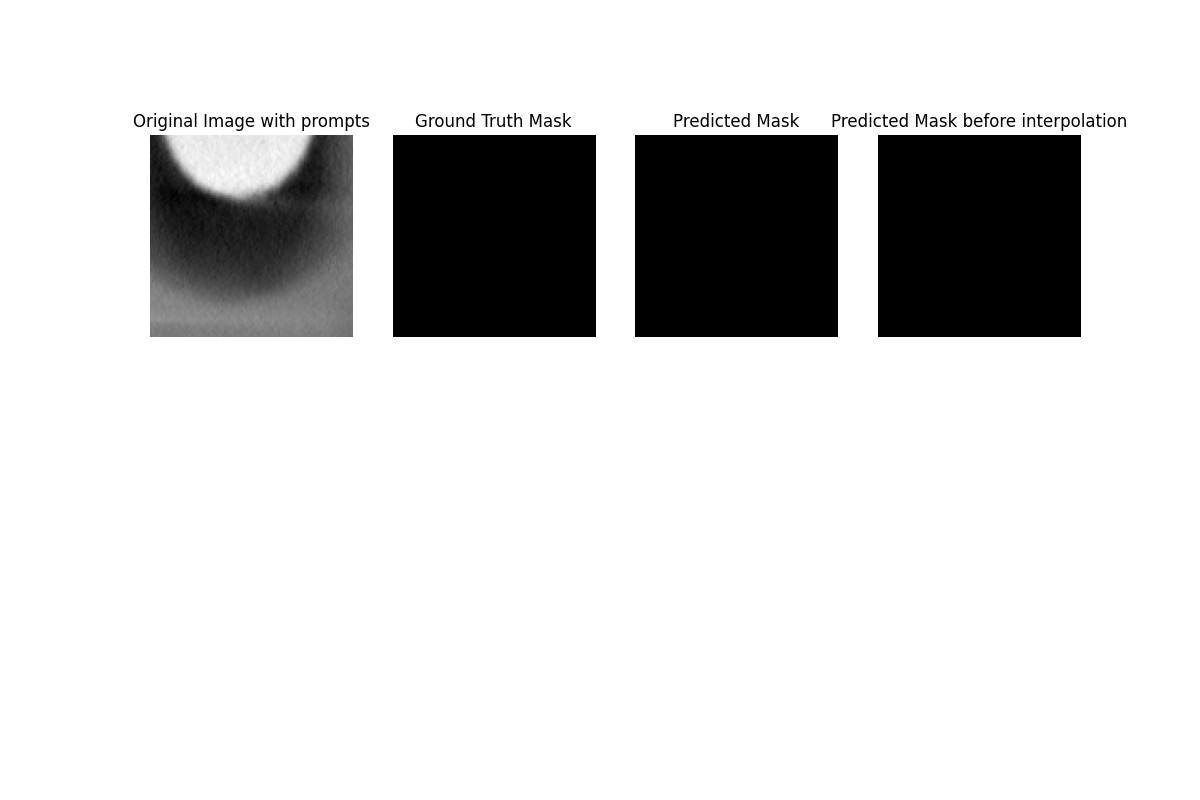 Original Image with prompts
Ground Truth Mask
Predicted Mask
Predicted Mask before interpolation